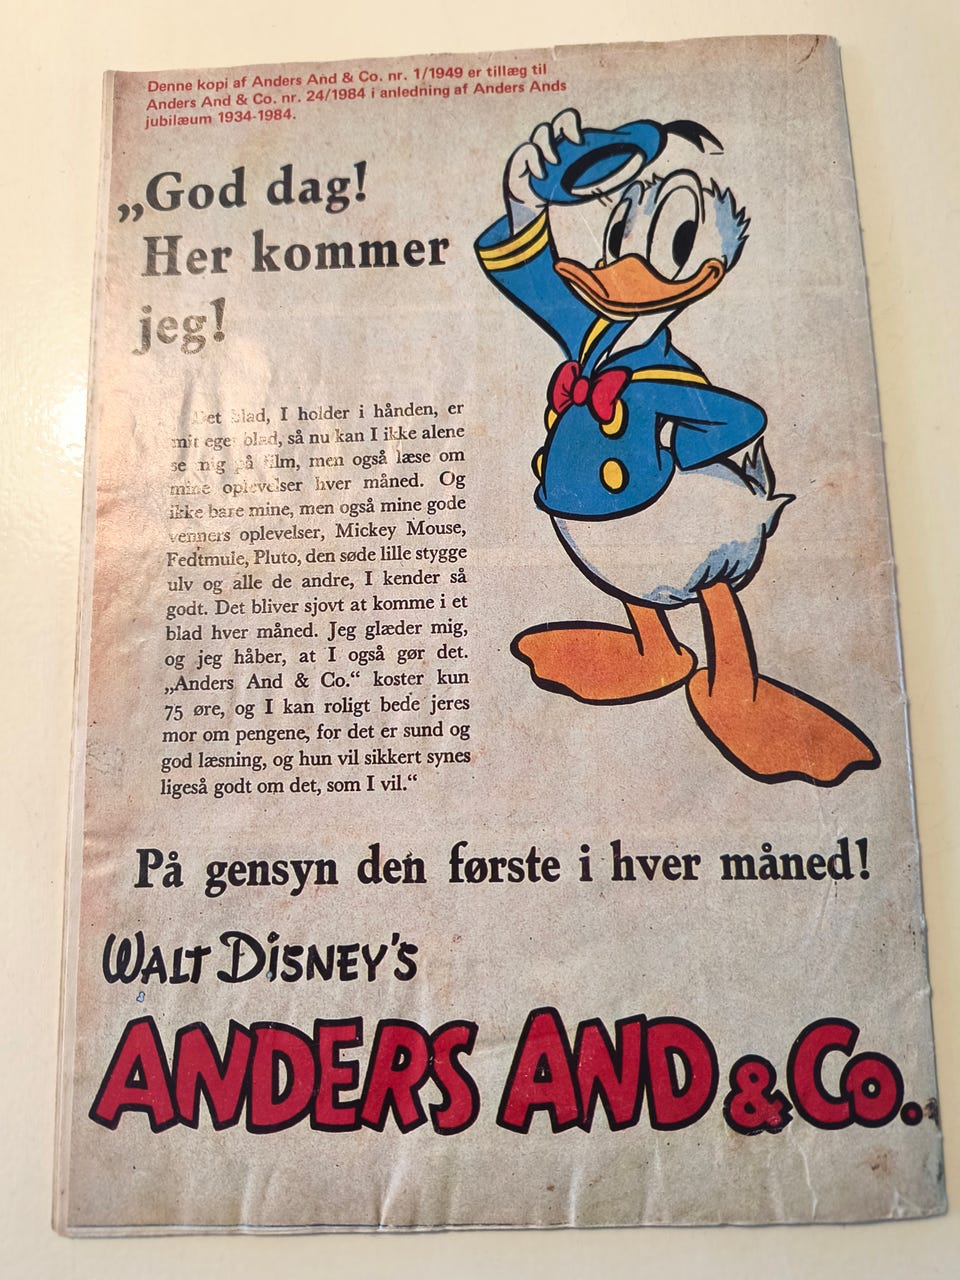 Denne kopi af Anders And & Co. nr. 1/1949 er tillæg til
Anders And & Co. nr. 24/1984 i anledning af Anders Ands
jubilæum 1934-1984.
„God dag!
Her kommer
jeg!
Det blad, I holder i hånden, er
mit eget blad, så nu kan I ikke alene
se mig på film, men også læse om
mine oplevelser hver måned. Og
ikke bare mine, men også mine gode
venners oplevelser, Mickey Mouse,
Fedtmule, Pluto, den søde lille stygge
ulv og alle de andre, I kender så
godt. Det bliver sjovt at komme i et
blad hver måned. Jeg glæder mig,
og jeg håber, at I også gør det.
„Anders And & Co.“ koster kun
75 øre, og I kan roligt bede jeres
mor om pengene, for det er sund og
god læsning, og hun vil sikkert synes
ligeså godt om det, som I vil.“
På gensyn den første i hver måned!
WALT DISNEY'S
ANDERS AND & CO.